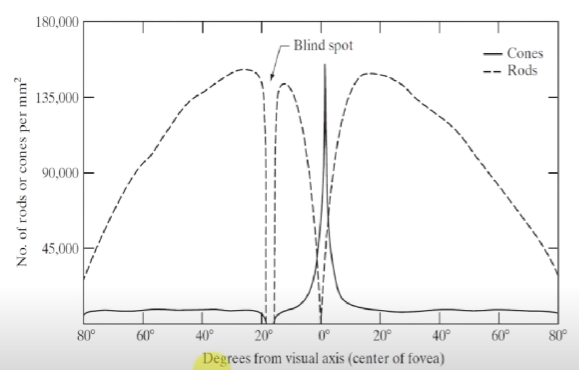 180,000
135,000
90,000
45,000
No. of rods or cones per mm²
Blind spot
Cones
Rods
80° 60° 40° 20° 0° 20° 40° 60° 80°
Degrees from visual axis (center of fovea)